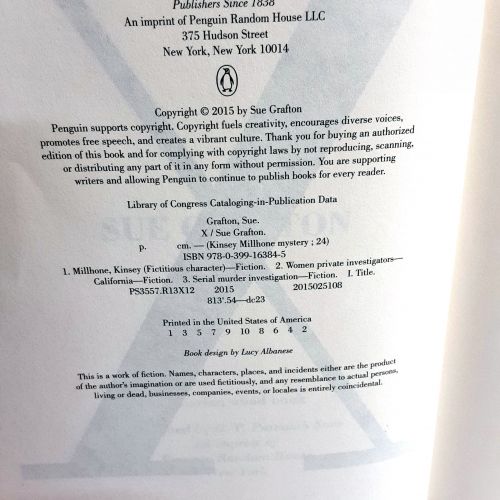 Publishers Since 1838
An imprint of Penguin Random House LLC
375 Hudson Street
New York, New York 10014
Copyright © 2015 by Sue Grafton
Penguin supports copyright. Copyright fuels creativity, encourages diverse voices,
promotes free speech, and creates a vibrant culture. Thank you for buying an authorized
edition of this book and for complying with copyright laws by not reproducing, scanning,
or distributing any part of it in any form without permission. You are supporting
writers and allowing Penguin to continue to publish books for every reader.
Library of Congress Cataloging-in-Publication Data
Grafton, Sue.
X / Sue Grafton.
p. cm. — (Kinsey Millhone mystery ; 24)
ISBN 978-0-399-16384-5
1. Millhone, Kinsey (Fictitious character)—Fiction. 2. Women private investigators—
California—Fiction. 3. Serial murder investigation—Fiction. I. Title.
PS3557.R13X12 2015 2015025108
813'.54—dc23
Printed in the United States of America
1 3 5 7 9 10 8 6 4 2
Book design by Lucy Albanese
This is a work of fiction. Names, characters, places, and incidents either are the product
of the author's imagination or are used fictitiously, and any resemblance to actual persons,
living or dead, businesses, companies, events, or locales is entirely coincidental.